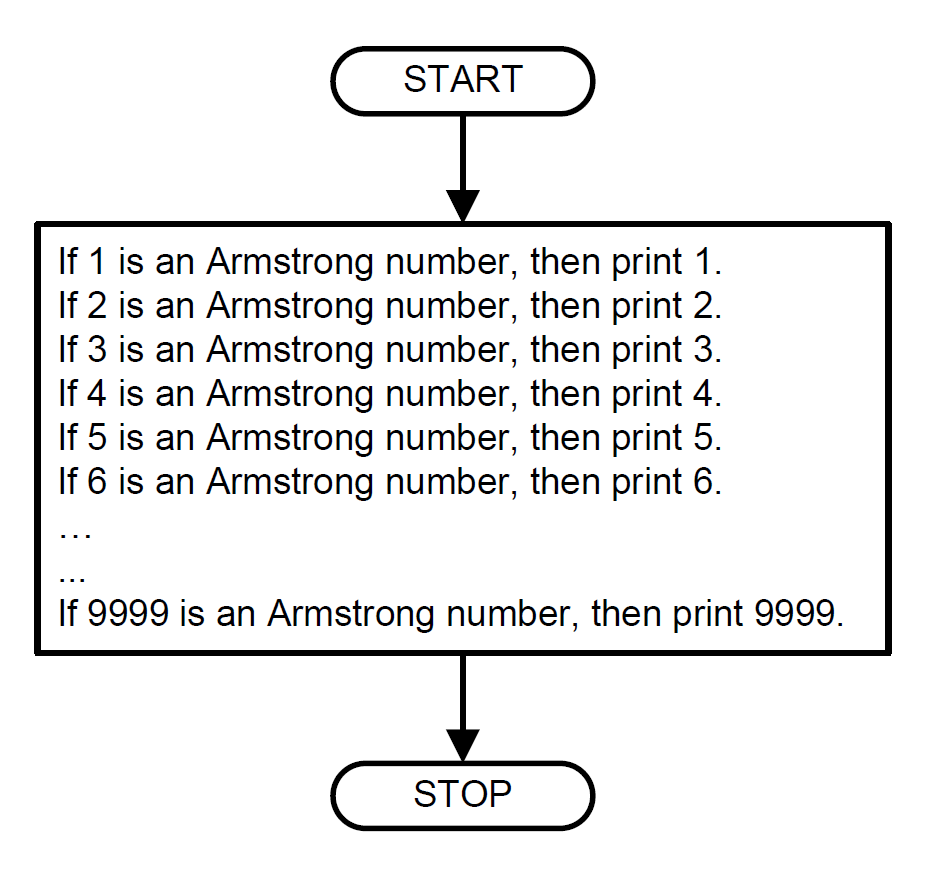 START
If 1 is an Armstrong number, then print 1.
If 2 is an Armstrong number, then print 2.
If 3 is an Armstrong number, then print 3.
If 4 is an Armstrong number, then print 4.
If 5 is an Armstrong number, then print 5.
If 6 is an Armstrong number, then print 6.
…
...
If 9999 is an Armstrong number, then print 9999.
STOP